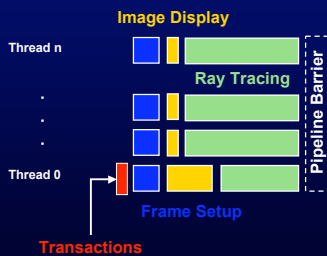 Image Display
Thread n
Ray Tracing
.
.
.
Thread 0
Pipeline Barrier
Frame Setup
Transactions